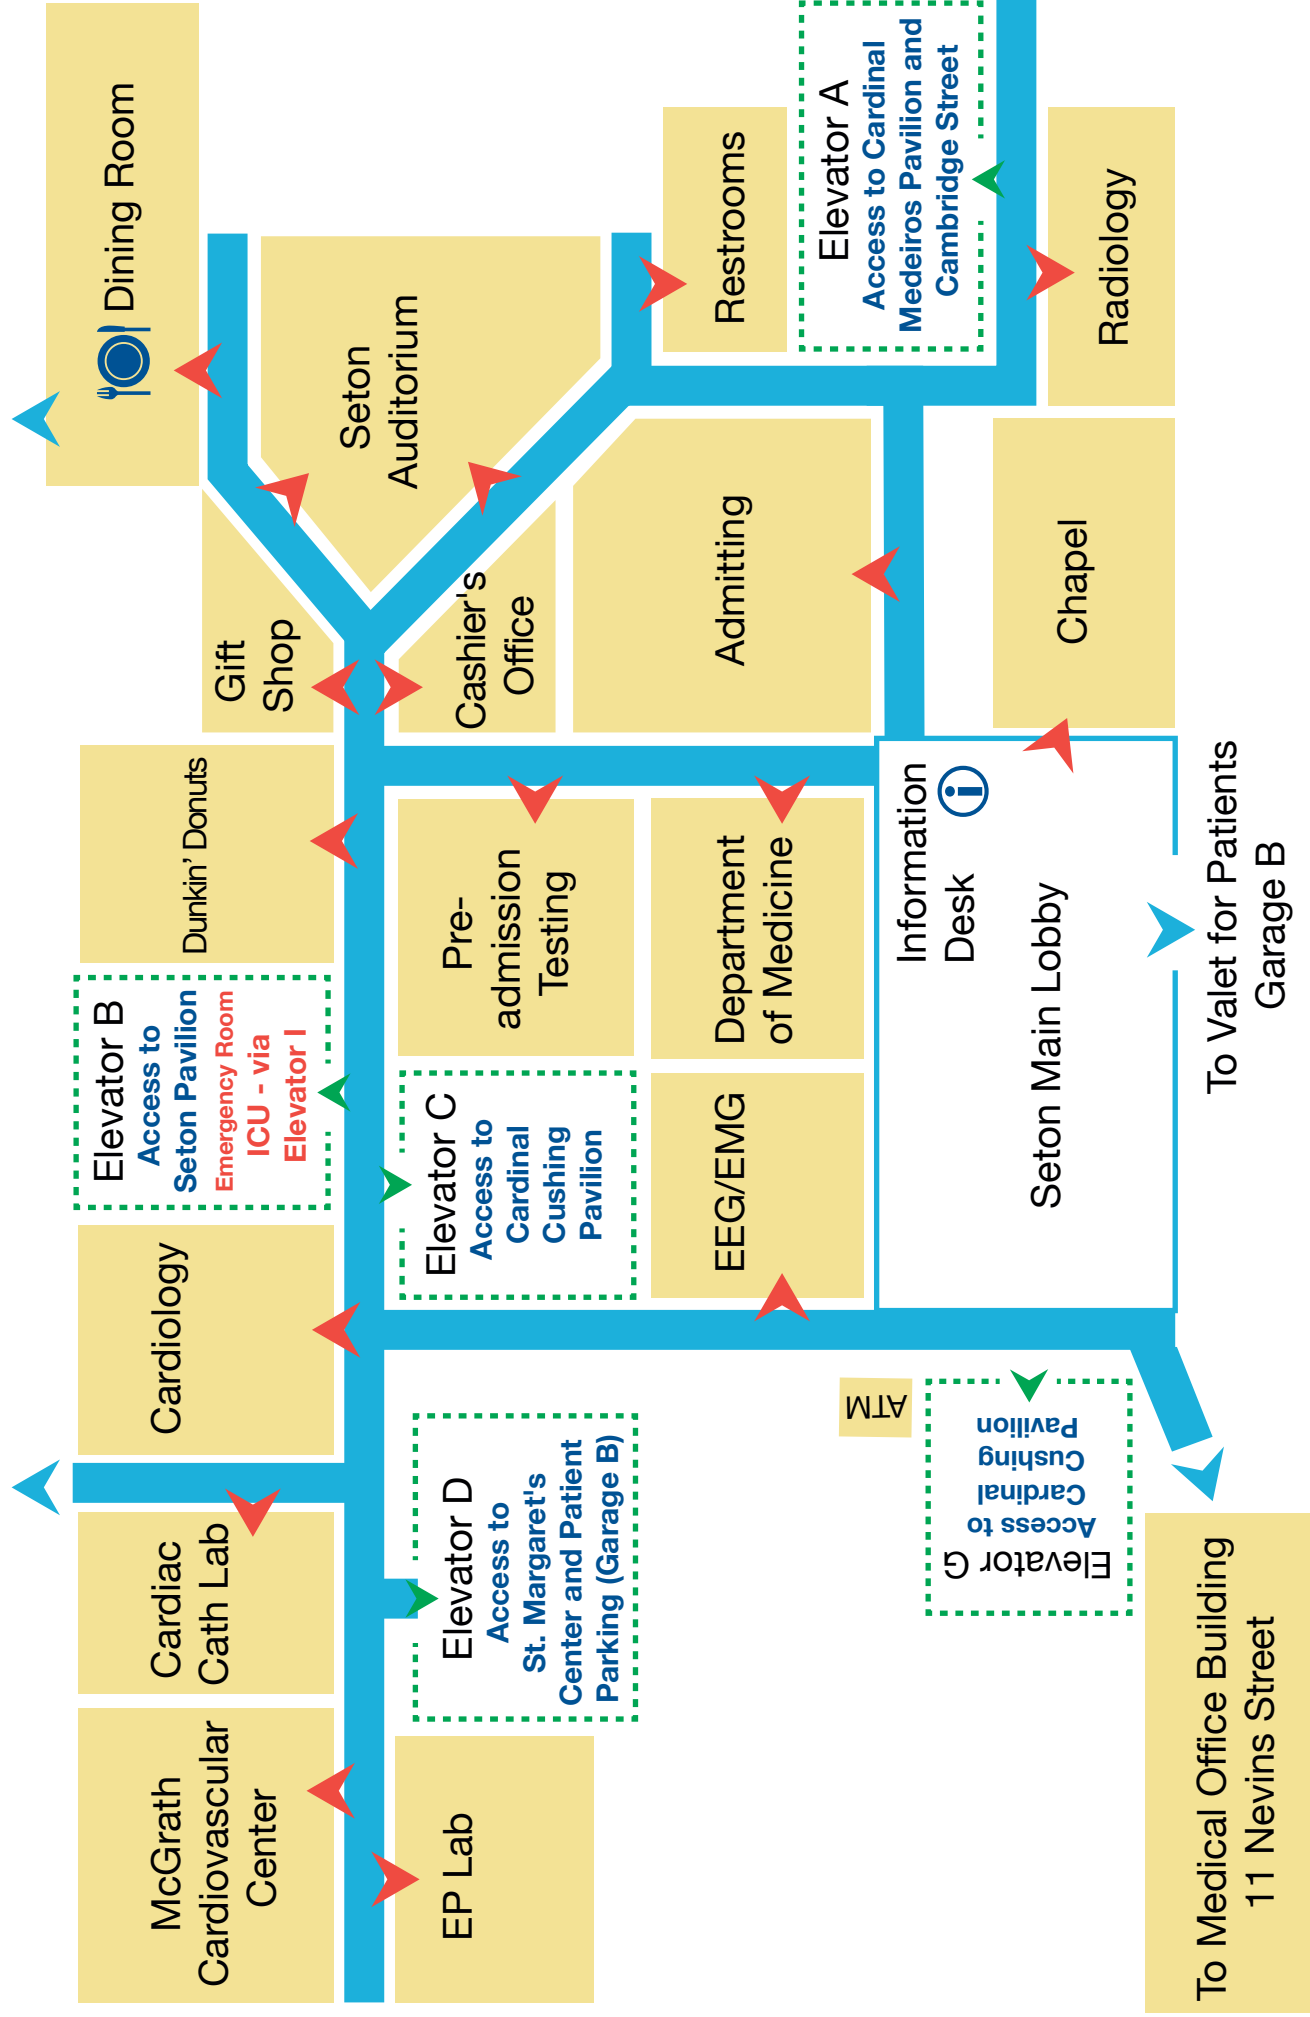 McGrath
Cardiovascular
Center
Cardiac
Cath Lab
Cardiology
Elevator B
Access to
Seton Pavilion
Emergency Room
ICU - via
Elevator I
Dunkin’ Donuts
Gift
Shop
Dining Room
Seton
Auditorium
EP Lab
Elevator D
Access to
St. Margaret's
Center and Patient
Parking (Garage B)
Elevator C
Access to
Cardinal
Cushing
Pavilion
Pre-
admission
Testing
Cashier's
Office
EEG/EMG
Department
of Medicine
Admitting
Restrooms
Elevator A
Access to Cardinal
Medeiros Pavilion and
Cambridge Street
ATM
Elevator G
Access to
Cardinal
Cushing
Pavilion
Information
Desk
i
Seton Main Lobby
Chapel
Radiology
To Medical Office Building
11 Nevins Street
To Valet for Patients
Garage B